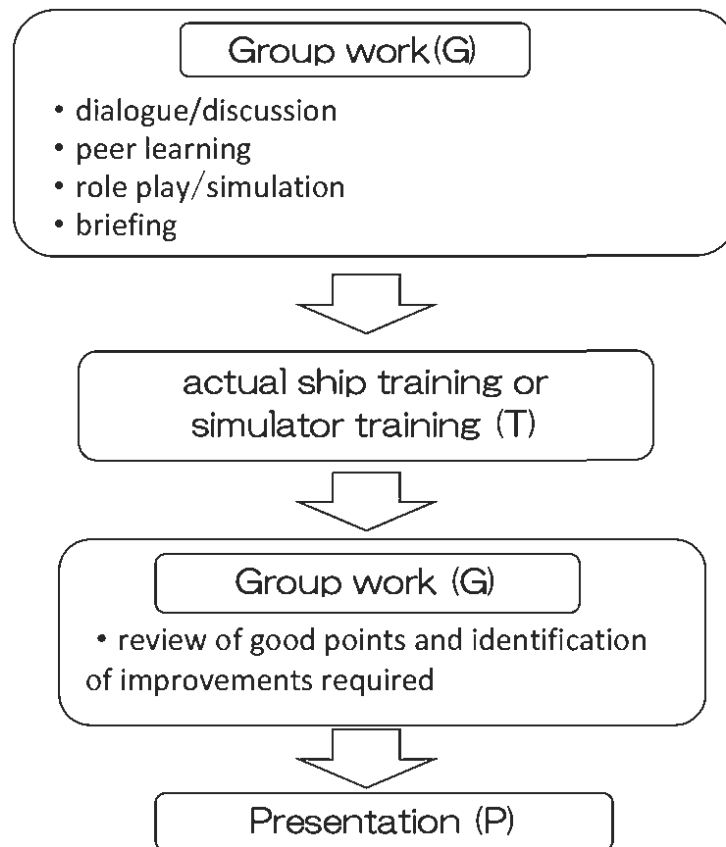 Group work(G)
• dialogue/discussion
• peer learning
• role play/simulation
• briefing
actual ship training or
simulator training (T)
Group work (G)
• review of good points and identification
of improvements required
Presentation (P)